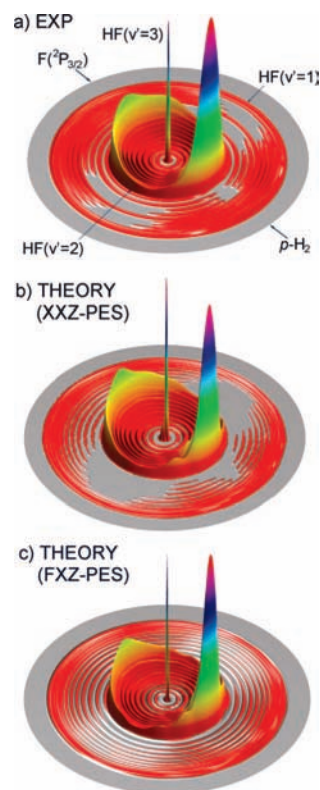 a) EXP
HF(v'=3)
F(²P₃/₂)
HF(v'=1)
HF(v'=2)
p-H₂
b) THEORY
(XXZ-PES)
c) THEORY
(FXZ-PES)